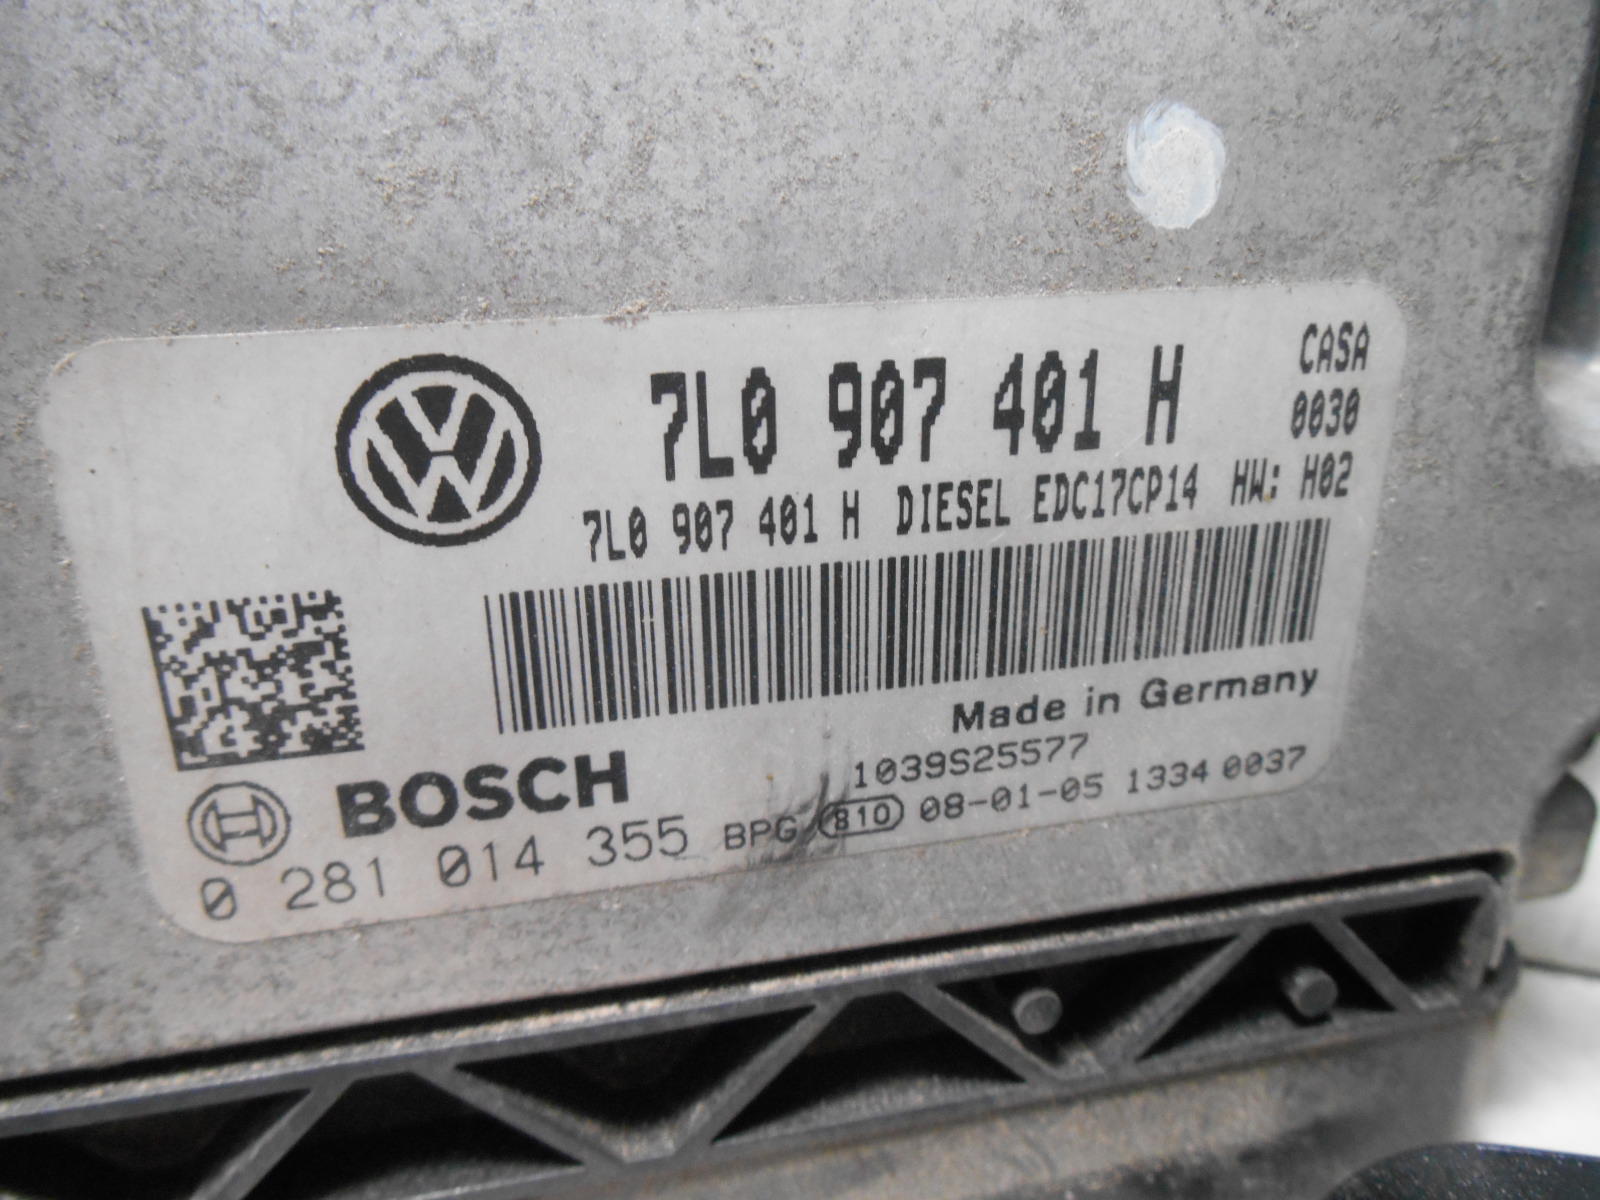 7L0 907 401 H
CASA
0030
7L0 907 401 H DIESEL EDC17CP14 HW: H02
Made in Germany
BOSCH
1039S25577
0 281 014 355 BPG 810 08-01-05 1334 0037